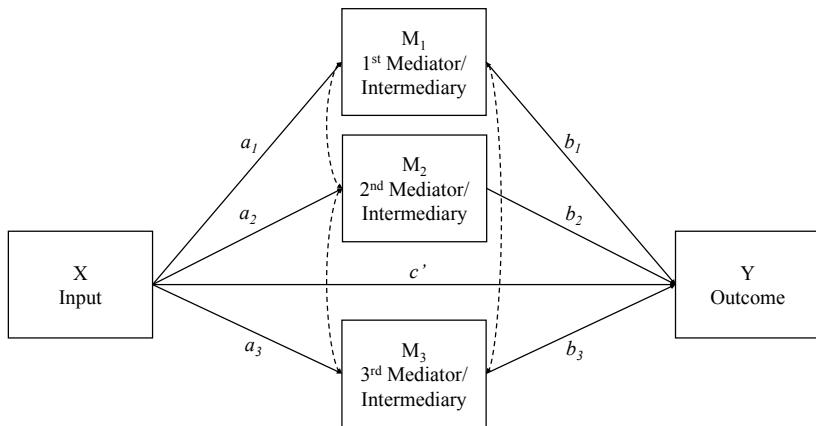 M₁
1ˢᵗ Mediator/
Intermediary
a₁
b₁
M₂
2ⁿᵈ Mediator/
Intermediary
a₂
b₂
X
Input
c’
Y
Outcome
a₃
b₃
M₃
3ʳᵈ Mediator/
Intermediary